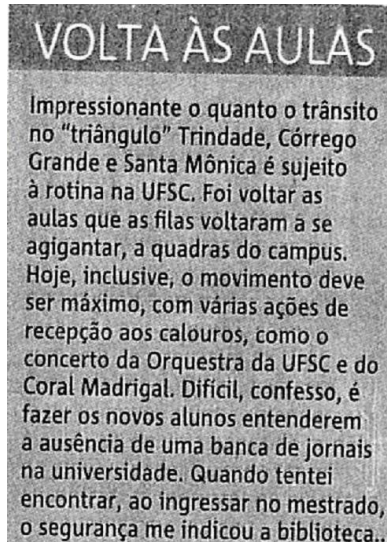 VOLTA ÀS AULAS
Impressionante o quanto o trânsito
no “triângulo” Trindade, Córrego
Grande e Santa Mônica é sujeito
à rotina na UFSC. Foi voltar as
aulas que as filas voltaram a se
agigantar, a quadras do campus.
Hoje, inclusive, o movimento deve
ser máximo, com várias ações de
recepção aos calouros, como o
concerto da Orquestra da UFSC e do
Coral Madrigal. Difícil, confesso, é
fazer os novos alunos entenderem
a ausência de uma banca de jornais
na universidade. Quando tentei
encontrar, ao ingressar no mestrado,
o segurança me indicou a biblioteca..